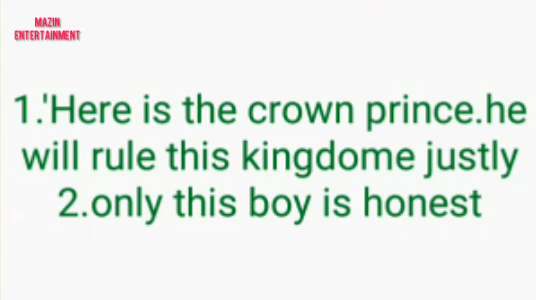 MAZIN
ENTERTAINMENT
1.'Here is the crown prince.he
will rule this kingdome justly
2.only this boy is honest